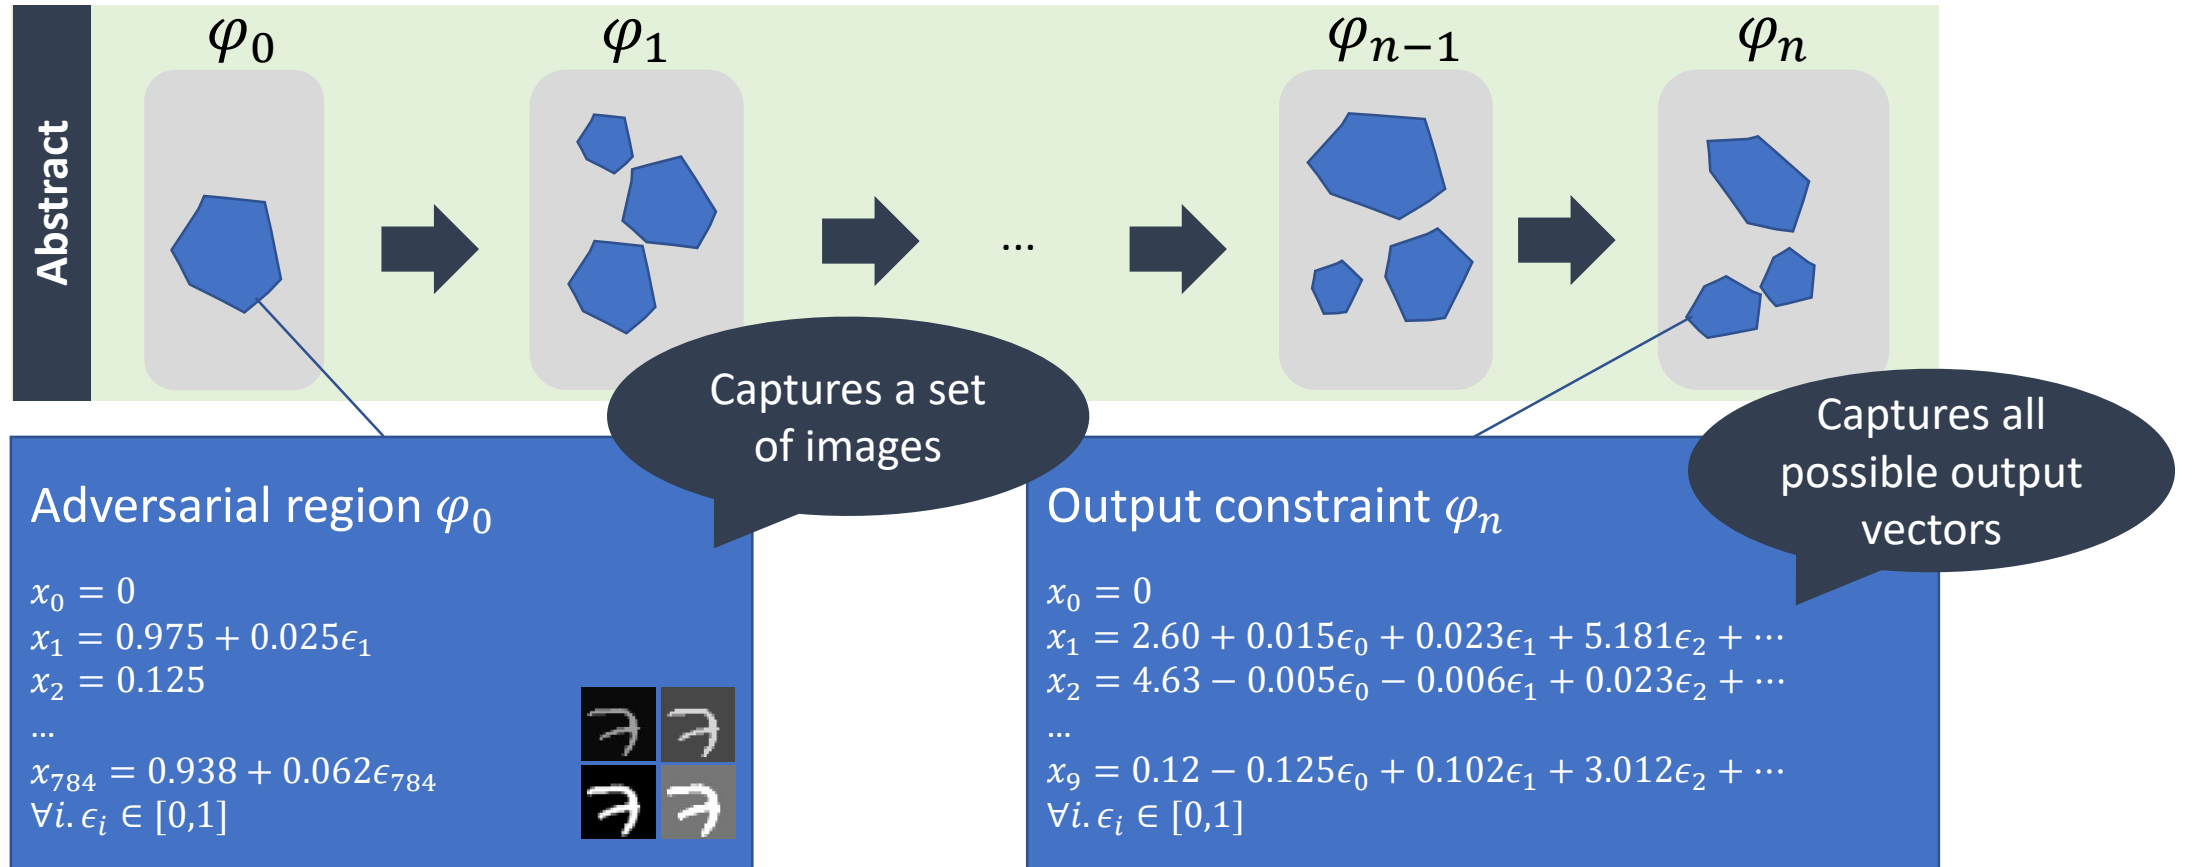 φ₀ φ₁ φₙ₋₁ φₙ
Abstract
...
Captures a set
of images
Captures all
possible output
vectors
Adversarial region φ₀
x₀ = 0
x₁ = 0.975 + 0.025ϵ₁
x₂ = 0.125
...
x₇₈₄ = 0.938 + 0.062ϵ₇₈₄
∀i. ϵᵢ ∈ [0,1]
Output constraint φₙ
x₀ = 0
x₁ = 2.60 + 0.015ϵ₀ + 0.023ϵ₁ + 5.181ϵ₂ + ⋯
x₂ = 4.63 − 0.005ϵ₀ − 0.006ϵ₁ + 0.023ϵ₂ + ⋯
...
x₉ = 0.12 − 0.125ϵ₀ + 0.102ϵ₁ + 3.012ϵ₂ + ⋯
∀i. ϵᵢ ∈ [0,1]